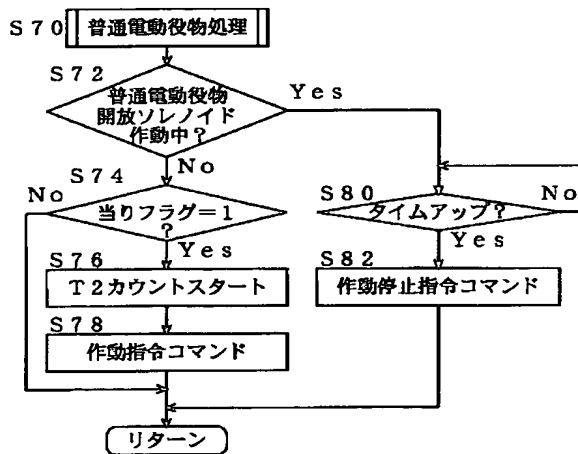 S70
普通電動役物処理
S72
普通電動役物
開放ソレノイド
作動中？
Yes
No
S74
当りフラグ＝1
？
No
Yes
S76
T2カウントスタート
S78
作動指令コマンド
S80
タイムアップ？
No
Yes
S82
作動停止指令コマンド
リターン